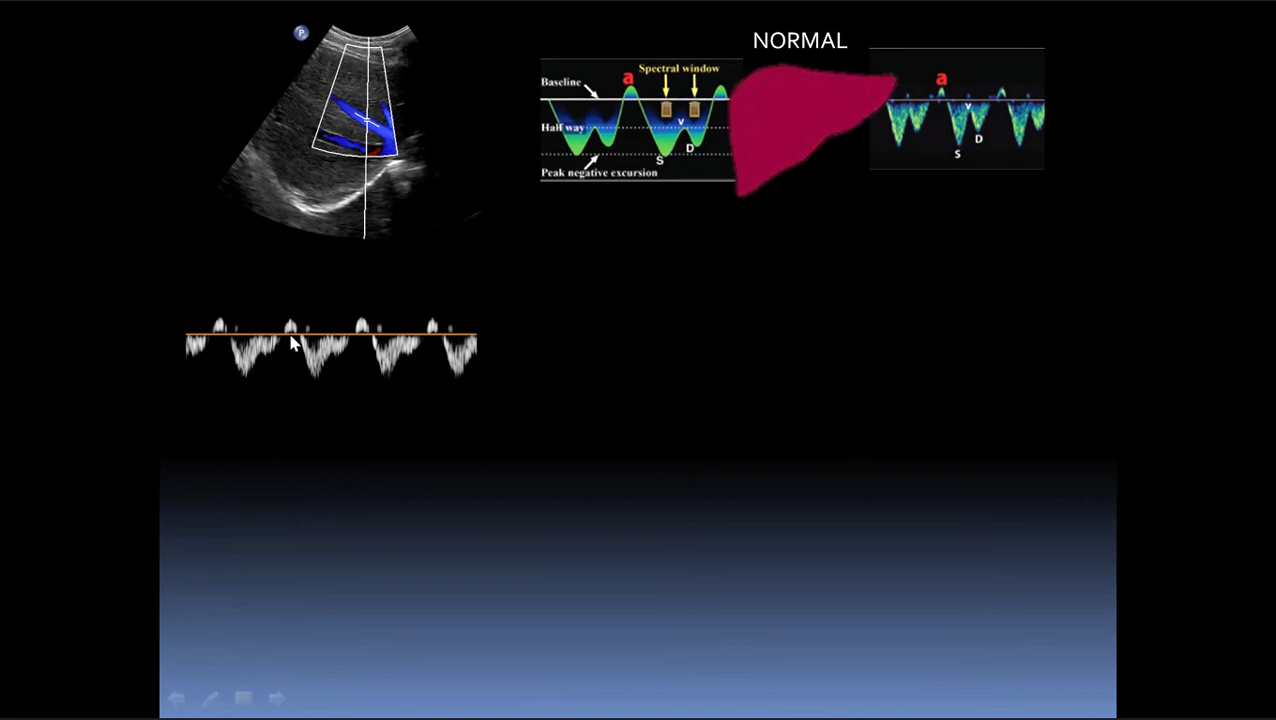 P
NORMAL
a
Spectral window
Baseline
Half way
v
S
D
Peak negative excursion
a
v
D
S